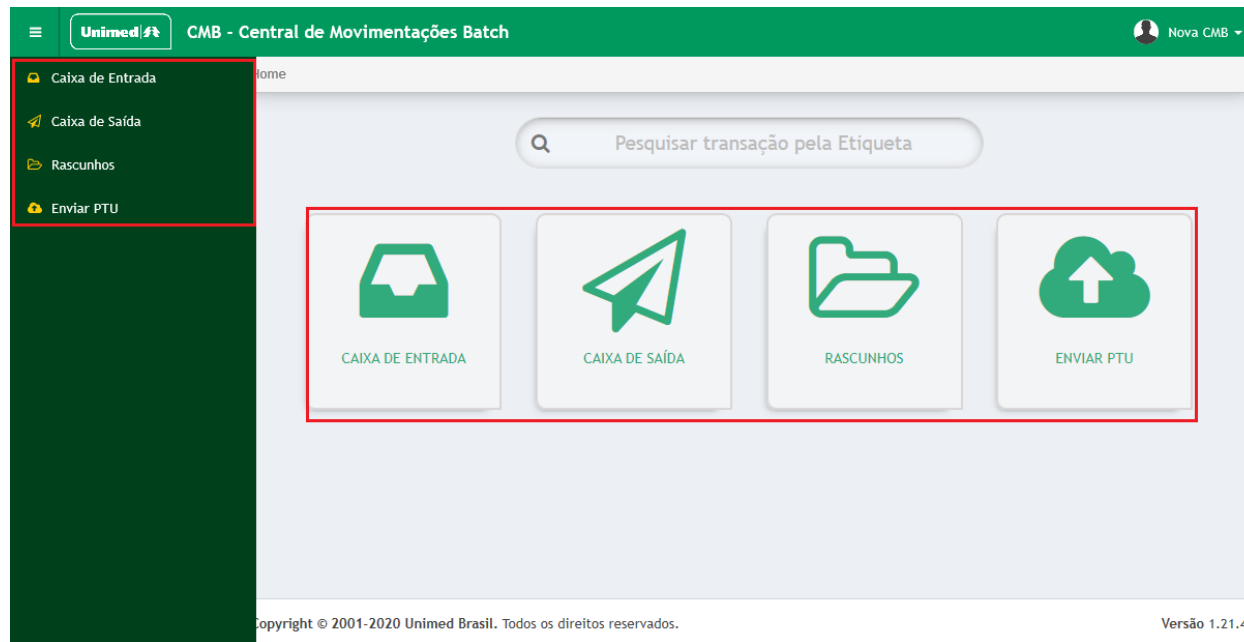 Unimed CMB - Central de Movimentações Batch Nova CMB
Caixa de Entrada
Caixa de Saída
Rascunhos
Enviar PTU
Home
Pesquisar transação pela Etiqueta
CAIXA DE ENTRADA
CAIXA DE SAÍDA
RASCUNHOS
ENVIAR PTU
Copyright © 2001-2020 Unimed Brasil. Todos os direitos reservados. Versão 1.21.4